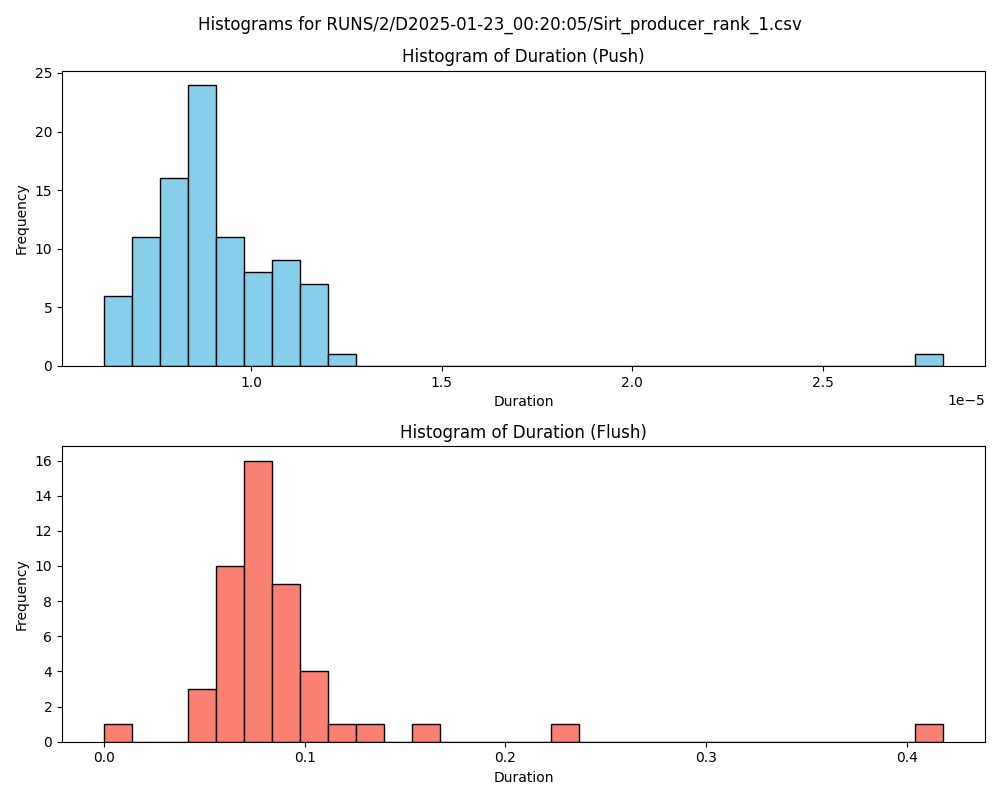 Histograms for RUNS/2/D2025-01-23_00:20:05/Sirt_producer_rank_1.csv
Histogram of Duration (Push)
25
20
15
10
5
0
Frequency
1.0 1.5 2.0 2.5
1e−5
Duration
Histogram of Duration (Flush)
16
14
12
10
8
6
4
2
0
Frequency
0.0 0.1 0.2 0.3 0.4
Duration